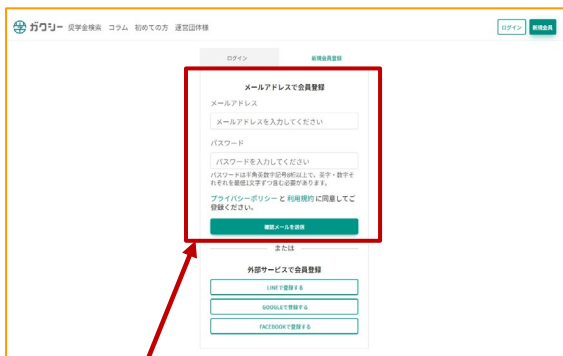 ガクシー 奨学金検索 コラム 初めての方 運営団体様 ログイン 新規会員
ログイン 新規会員登録
メールアドレスで会員登録
メールアドレス
メールアドレスを入力してください
パスワード
パスワードを入力してください
パスワードは半角英数字記号8桁以上で、英字・数字そ
れぞれを最低1文字ずつ含む必要があります。
プライバシーポリシー と 利用規約 に同意してご
登録ください。
確認メールを送信
または
外部サービスで会員登録
LINEで登録する
GOOGLEで登録する
FACEBOOKで登録する